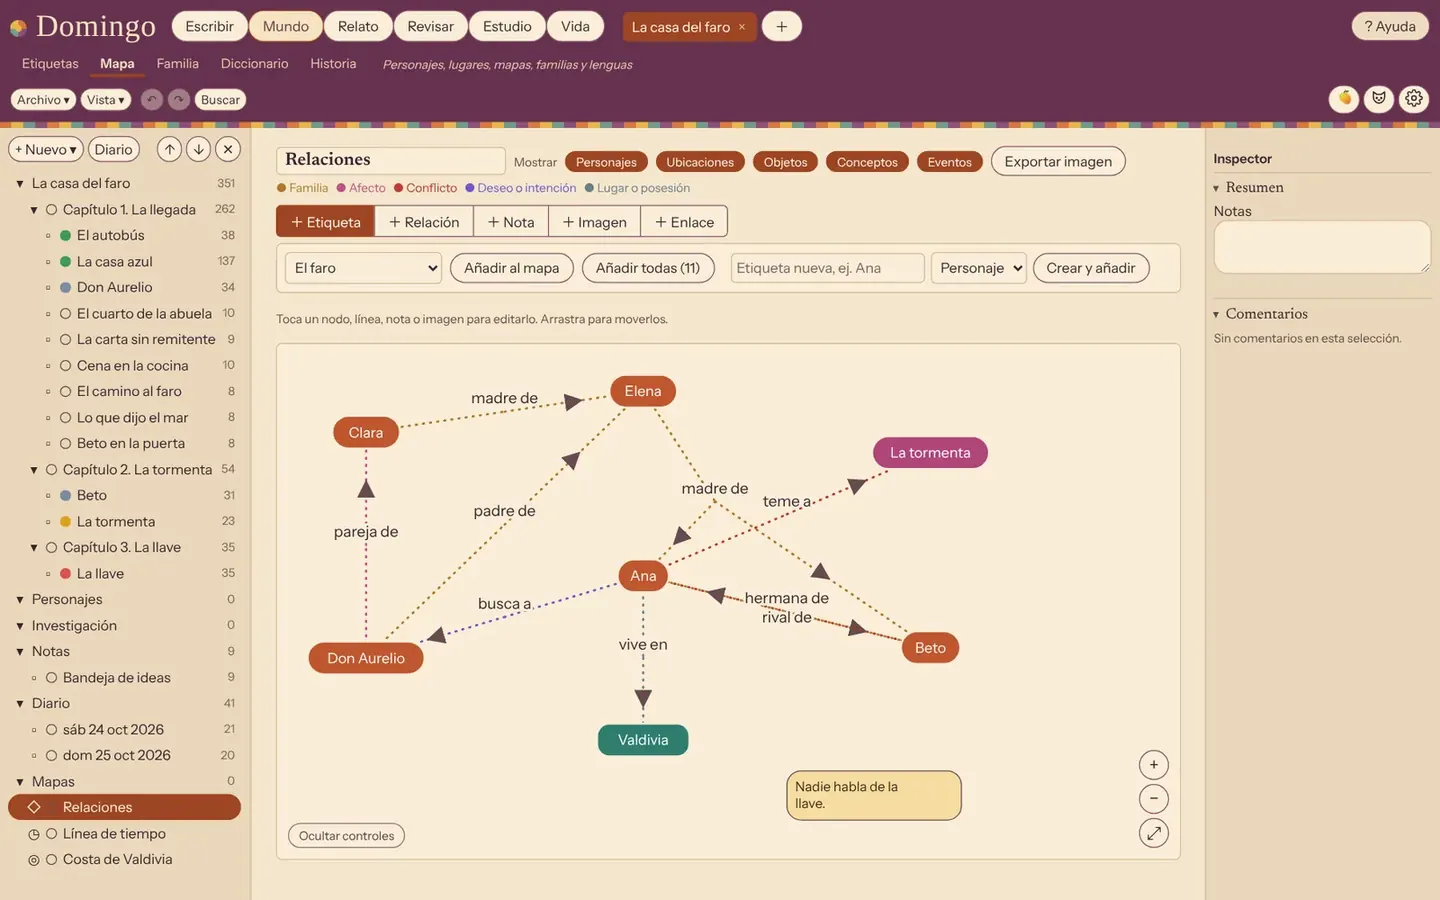 Domingo
Escribir
Mundo
Relato
Revisar
Estudio
Vida
La casa del faro ×
+
? Ayuda
Etiquetas
Mapa
Familia
Diccionario
Historia
Personajes, lugares, mapas, familias y lenguas
Archivo ▾
Vista ▾
Buscar
+ Nuevo ▾
Diario
La casa del faro 351
Capítulo 1. La llegada 262
El autobús 38
La casa azul 137
Don Aurelio 34
El cuarto de la abuela 10
La carta sin remitente 9
Cena en la cocina 10
El camino al faro 8
Lo que dijo el mar 8
Beto en la puerta 8
Capítulo 2. La tormenta 54
Beto 31
La tormenta 23
Capítulo 3. La llave 35
La llave 35
Personajes 0
Investigación 0
Notas 9
Bandeja de ideas 9
Diario 41
sáb 24 oct 2026 21
dom 25 oct 2026 20
Mapas 0
Relaciones
Línea de tiempo
Costa de Valdivia
Relaciones
Mostrar
Personajes
Ubicaciones
Objetos
Conceptos
Eventos
Exportar imagen
Familia
Afecto
Conflicto
Deseo o intención
Lugar o posesión
+ Etiqueta
+ Relación
+ Nota
+ Imagen
+ Enlace
El faro
Añadir al mapa
Añadir todas (11)
Etiqueta nueva, ej. Ana
Personaje
Crear y añadir
Toca un nodo, línea, nota o imagen para editarlo. Arrastra para moverlos.
Elena
madre de
Clara
La tormenta
madre de
teme a
padre de
pareja de
Ana
busca a
hermana de
rival de
vive en
Beto
Don Aurelio
Valdivia
Nadie habla de la
llave.
+
−
Ocultar controles
Inspector
Resumen
Notas
Comentarios
Sin comentarios en esta selección.